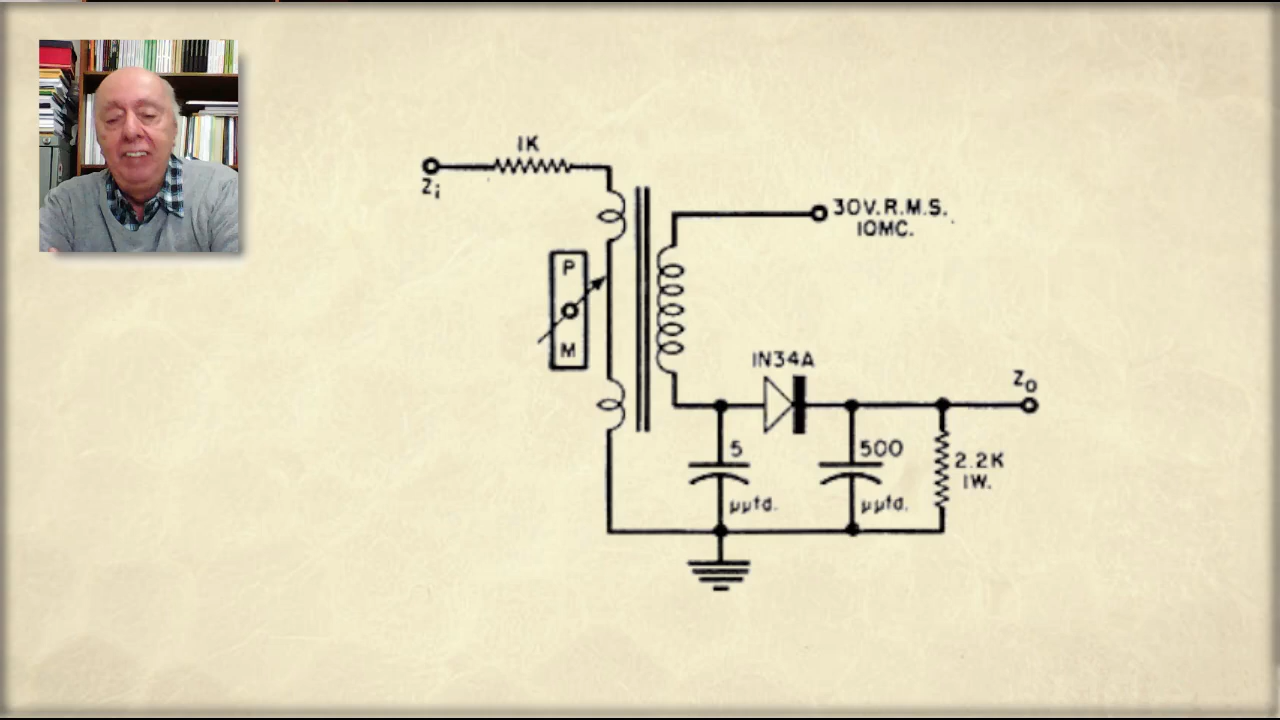 1K
Zi
30V.R.M.S.
10MC.
P
M
1N34A
Zo
5
µµfd.
500
µµfd.
2.2K
1W.